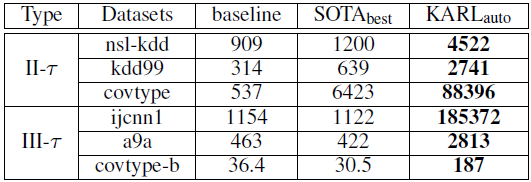 Type Datasets baseline SOTAbest KARLauto
nsl-kdd 909 1200 4522
II-τ kdd99 314 639 2741
covtype 537 6423 88396
ijcnn1 1154 1122 185372
III-τ a9a 463 422 2813
covtype-b 36.4 30.5 187